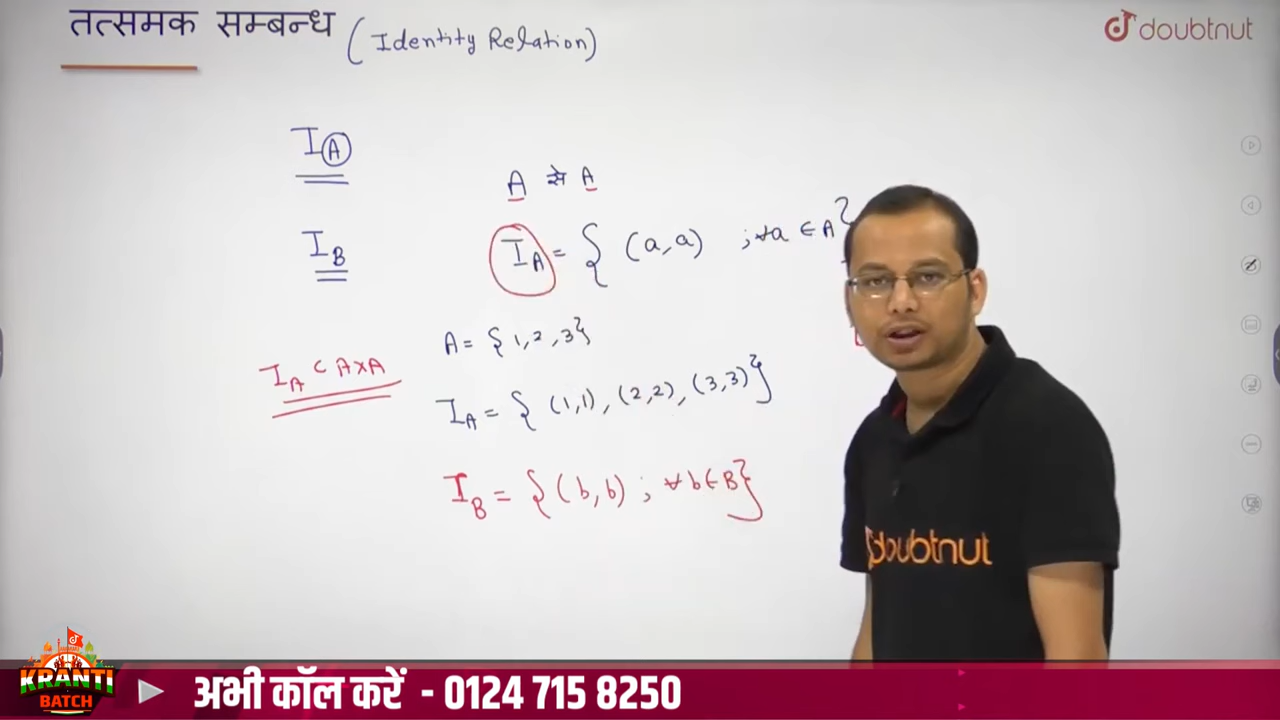 तत्समक सम्बन्ध (Identity Relation)
doubtnut
I_A
A से A
I_B
I_A = { (a,a) ; ∀a ∈ A }
A = { 1, 2, 3 }
I_A ⊂ A×A
I_A = { (1,1), (2,2), (3,3) }
I_B = { (b,b) ; ∀ b ∈ B }
doubtnut
KRANTI
BATCH
अभी कॉल करें - 0124 715 8250